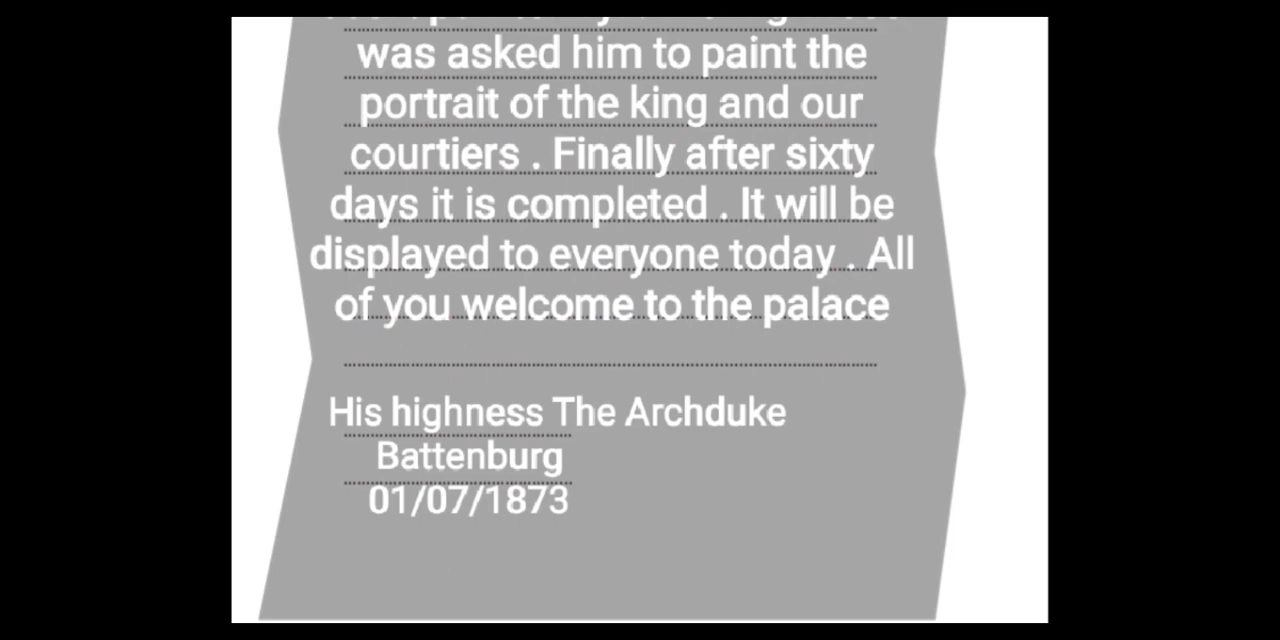 was asked him to paint the
portrait of the king and our
courtiers . Finally after sixty
days it is completed . It will be
displayed to everyone today . All
of you welcome to the palace
His highness The Archduke
Battenburg
01/07/1873